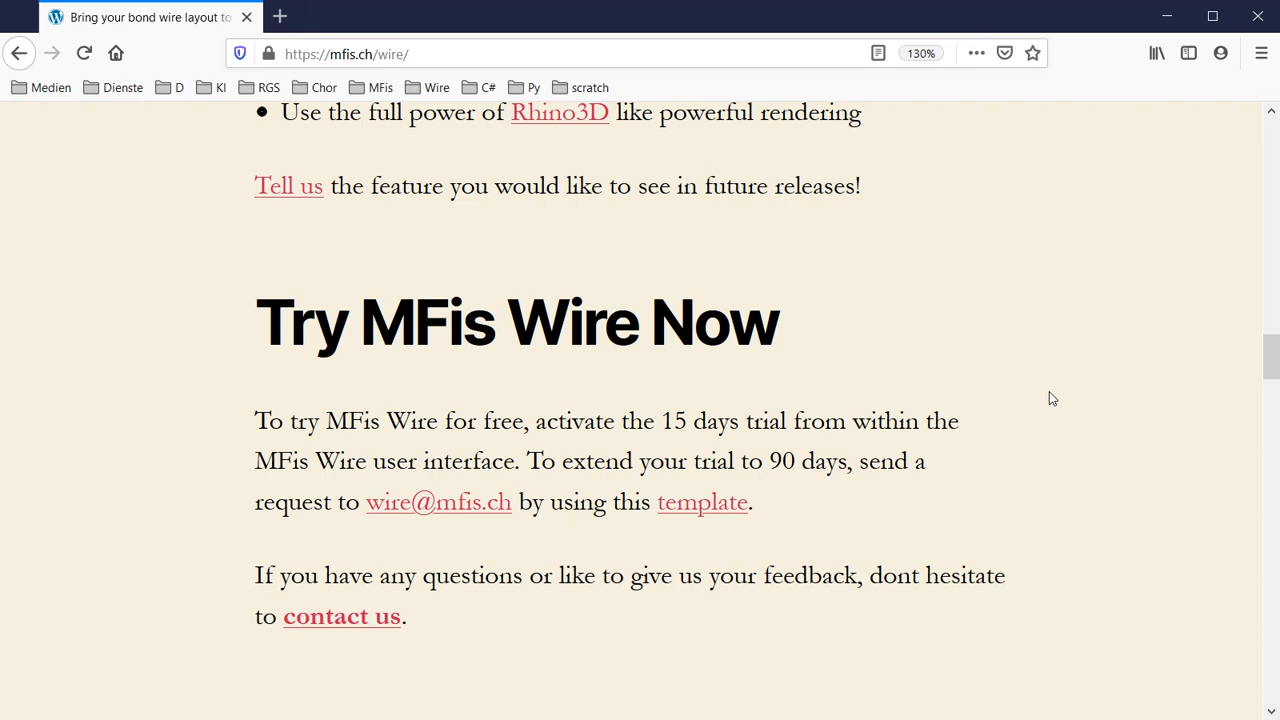 Bring your bond wire layout to
https://mfis.ch/wire/
130%
Medien
Dienste
D
KI
RGS
Chor
MFis
Wire
C#
Py
scratch
Use the full power of Rhino3D like powerful rendering
Tell us the feature you would like to see in future releases!
Try MFis Wire Now
To try MFis Wire for free, activate the 15 days trial from within the
MFis Wire user interface. To extend your trial to 90 days, send a
request to wire@mfis.ch by using this template.
If you have any questions or like to give us your feedback, dont hesitate
to contact us.